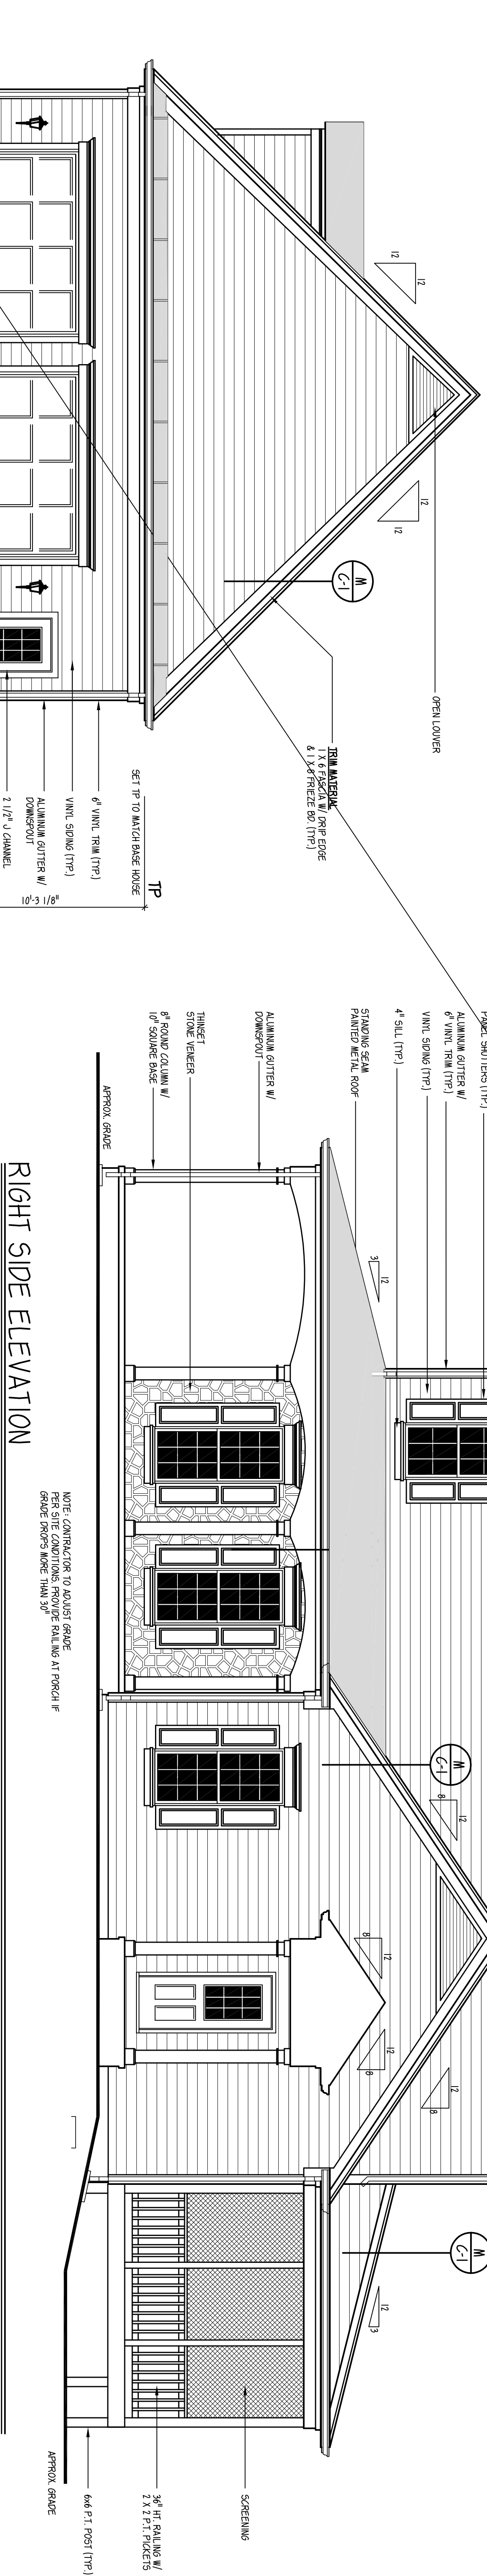 12
12
12
12
M
C-1
OPEN LOUVER
TRIM MATERIAL
1 X 6 FASCIA W/ DRIP EDGE
& 1 X 8 FRIEZE BD. (TYP.)
TP
SET TP TO MATCH BASE HOUSE
10'-3 1/8"
6" VINYL TRIM (TYP.)
VINYL SIDING (TYP.)
ALUMINUM GUTTER W/
DOWNSPOUT
2 1/2" J CHANNEL
PANEL SHUTTERS (TYP.)
ALUMINUM GUTTER W/
6" VINYL TRIM (TYP.)
VINYL SIDING (TYP.)
4" SILL (TYP.)
STANDING SEAM
PAINTED METAL ROOF
ALUMINUM GUTTER W/
DOWNSPOUT
THINSET
STONE VENEER
8" ROUND COLUMN W/
10" SQUARE BASE
APPROX. GRADE
12
3
M
C-1
12
8
12
8
12
8
12
8
M
C-1
12
3
SCREENING
36" HT. RAILING W/
2 X 2 P.T. PICKETS
6x6 P.T. POST (TYP.)
APPROX. GRADE
RIGHT SIDE ELEVATION
NOTE: CONTRACTOR TO ADJUST GRADE
PER SITE CONDITIONS. PROVIDE RAILING AT PORCH IF
GRADE DROPS MORE THAN 30"